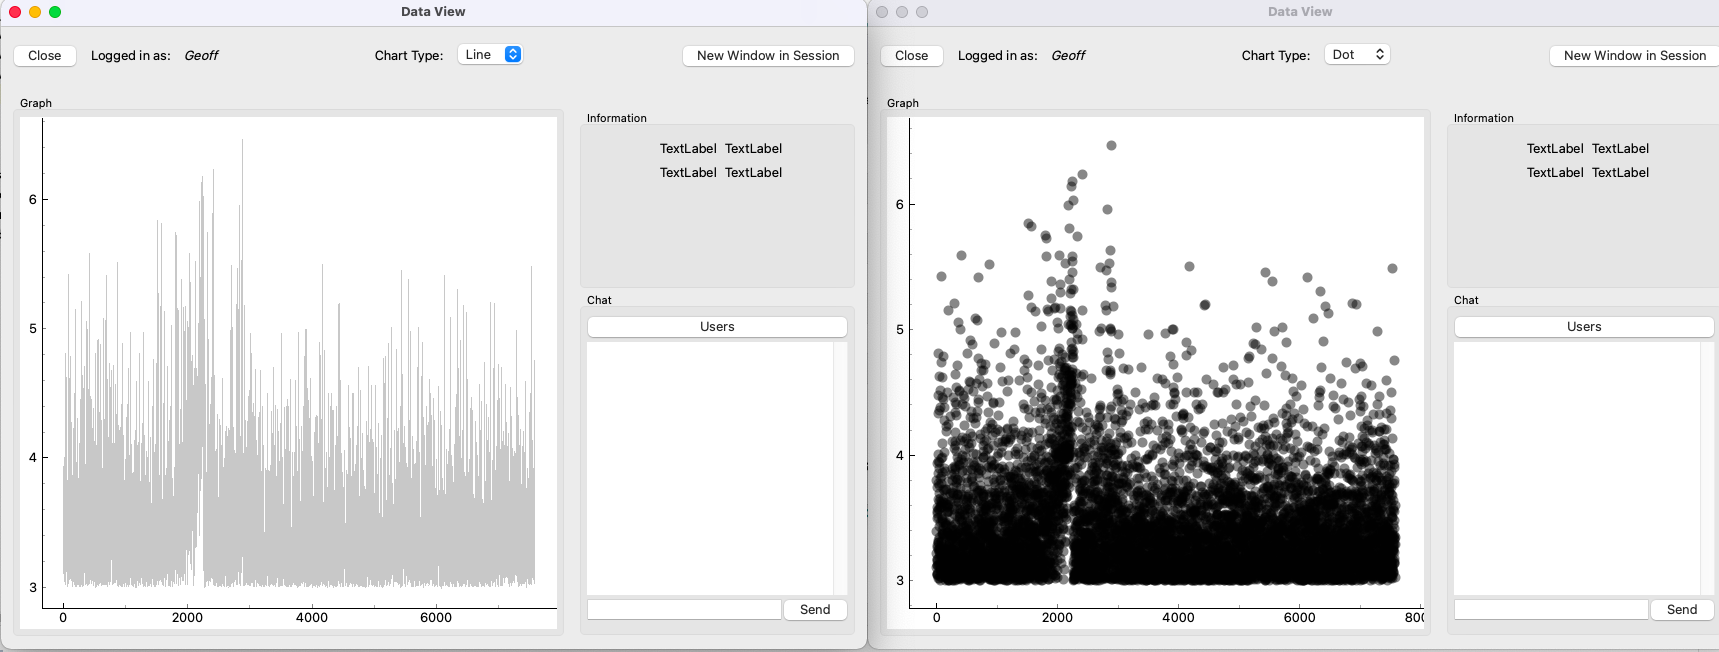 Data View
Close Logged in as: Geoff Chart Type: Line New Window in Session
Graph
6
5
4
3
0 2000 4000 6000
Information
TextLabel TextLabel
TextLabel TextLabel
Chat
Users
Send
Data View
Close Logged in as: Geoff Chart Type: Dot New Window in Session
Graph
6
5
4
3
0 2000 4000 6000 800
Information
TextLabel TextLabel
TextLabel TextLabel
Chat
Users
Send